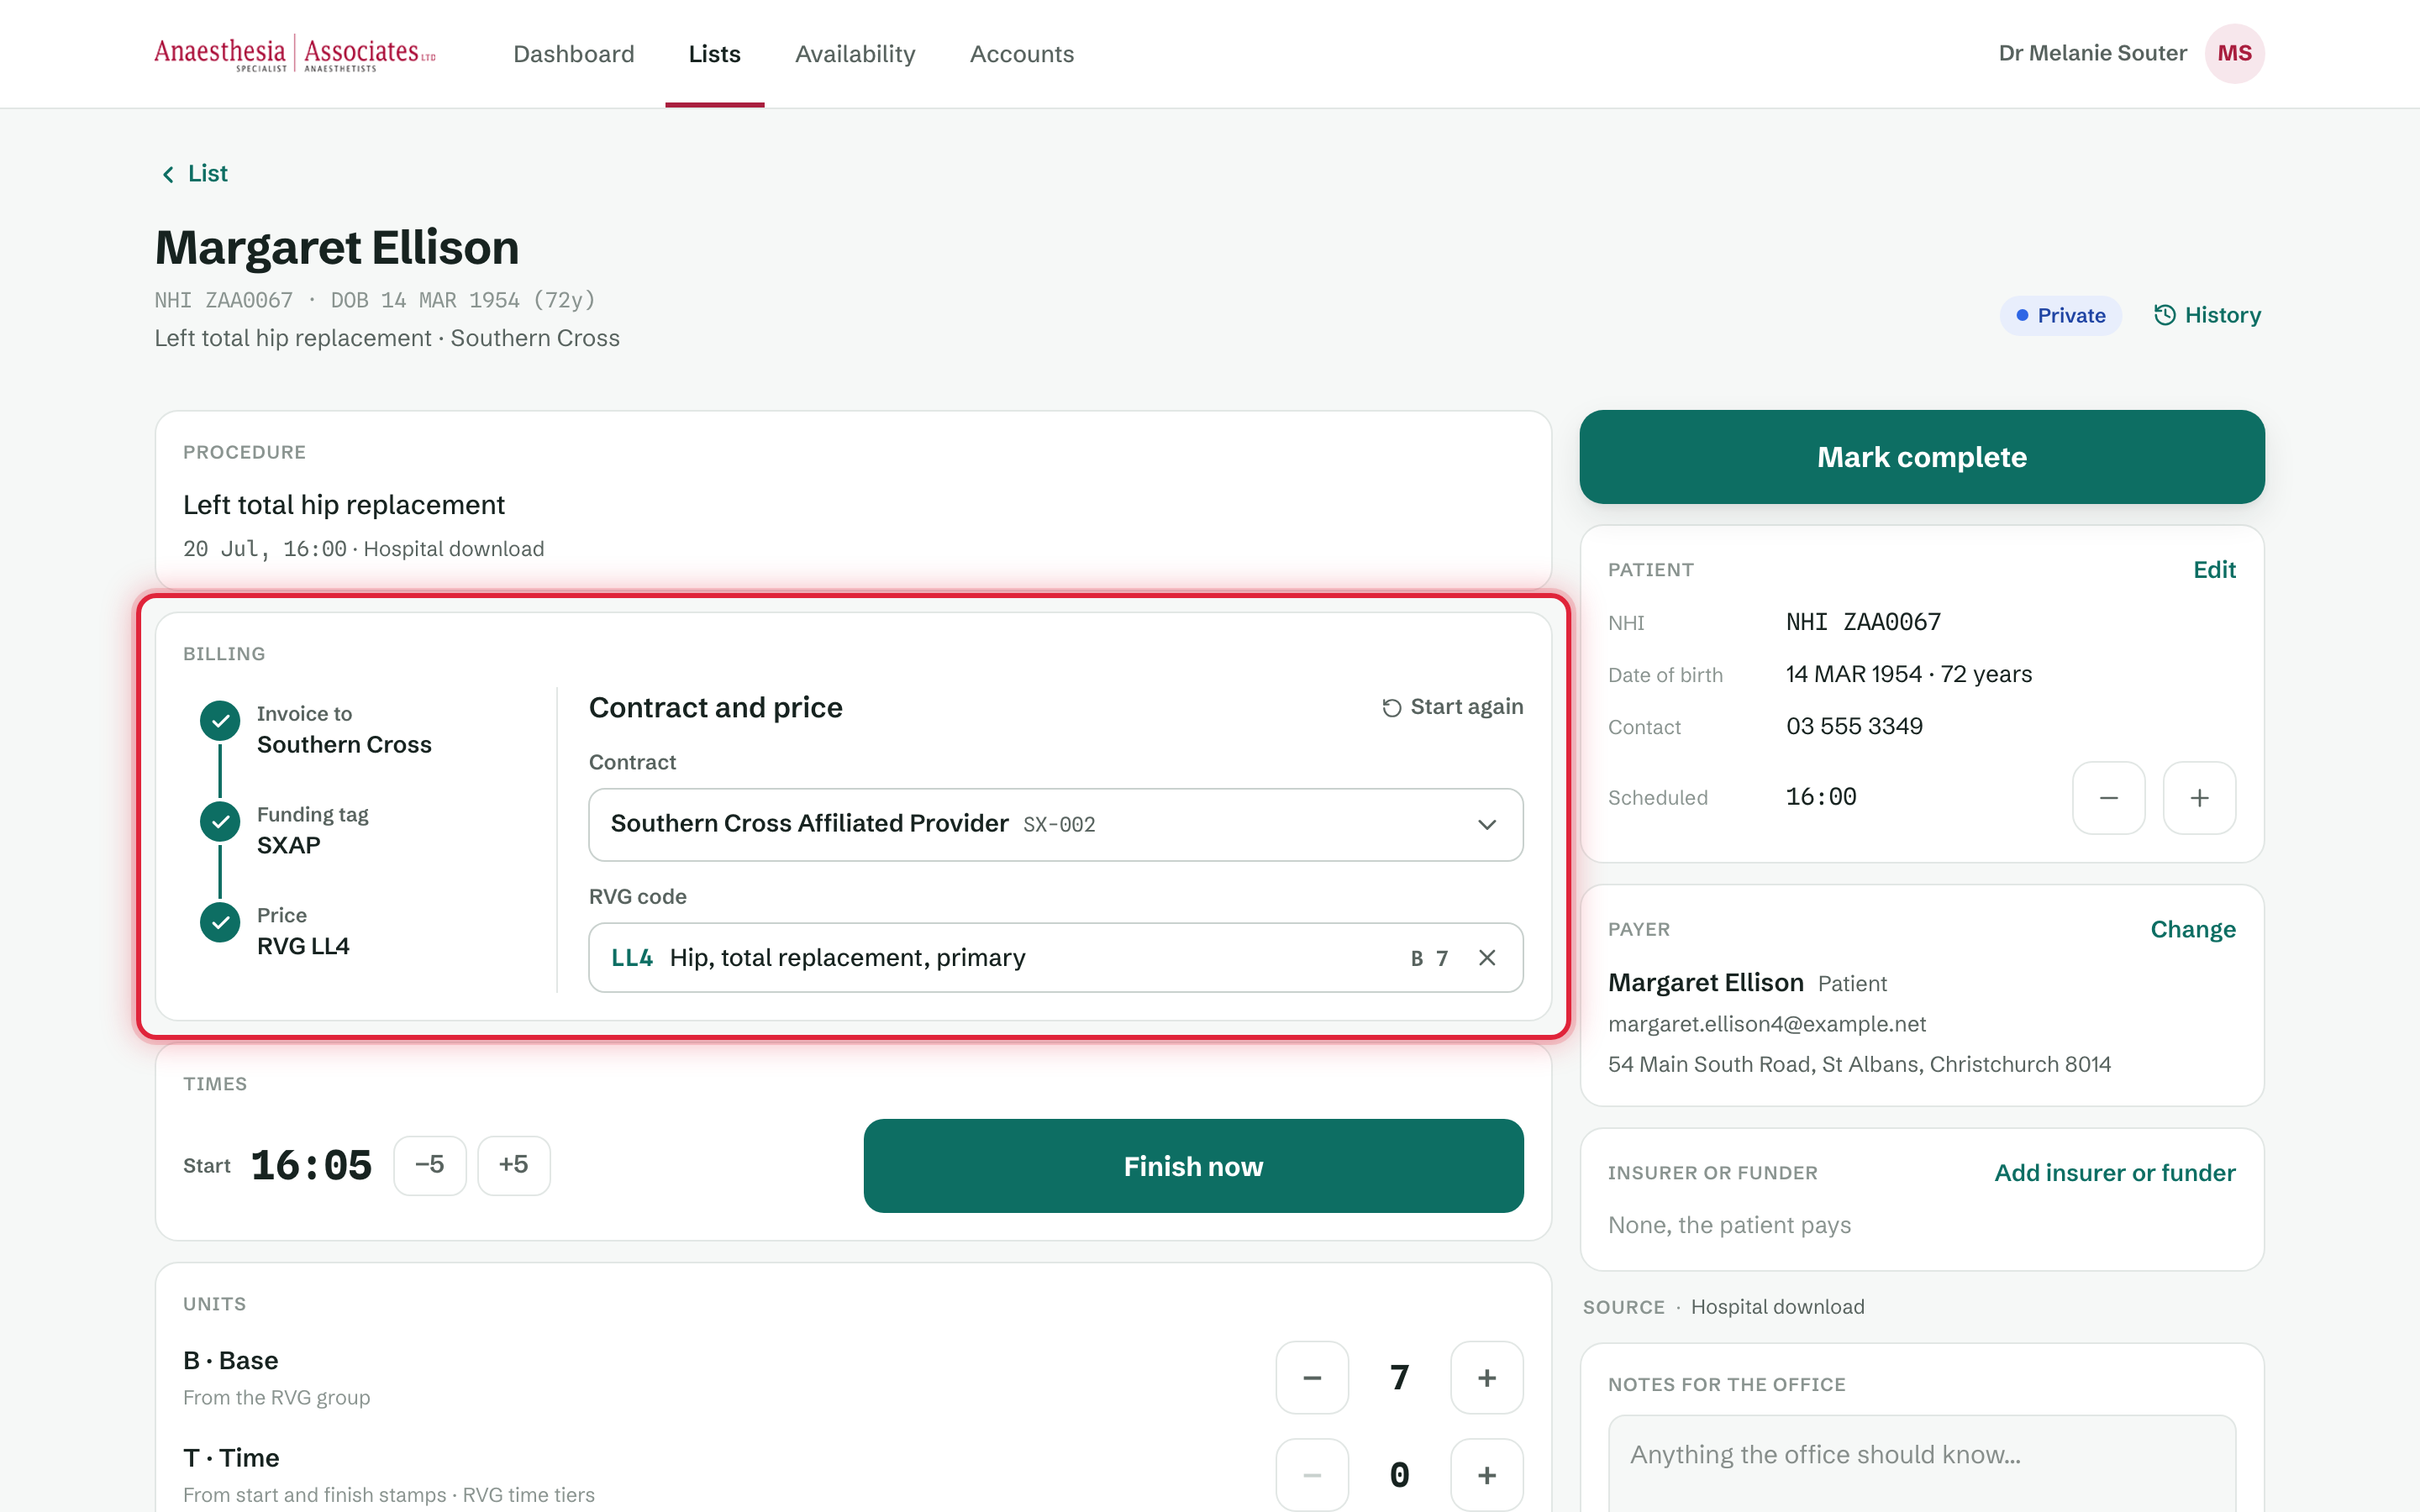 Anaesthesia | Associates LTD
SPECIALIST ANAESTHETISTS
Dashboard
Lists
Availability
Accounts
Dr Melanie Souter
MS
List
Margaret Ellison
NHI ZAA0067 · DOB 14 MAR 1954 (72y)
Left total hip replacement · Southern Cross
Private
History
PROCEDURE
Left total hip replacement
20 Jul, 16:00 · Hospital download
BILLING
Invoice to
Southern Cross
Funding tag
SXAP
Price
RVG LL4
Contract and price
Start again
Contract
Southern Cross Affiliated Provider SX-002
RVG code
LL4 Hip, total replacement, primary B 7
TIMES
Start 16:05 −5 +5
Finish now
UNITS
B · Base
From the RVG group
− 7 +
T · Time
From start and finish stamps · RVG time tiers
− 0 +
Mark complete
PATIENT
Edit
NHI NHI ZAA0067
Date of birth 14 MAR 1954 · 72 years
Contact 03 555 3349
Scheduled 16:00 − +
PAYER
Change
Margaret Ellison Patient
margaret.ellison4@example.net
54 Main South Road, St Albans, Christchurch 8014
INSURER OR FUNDER
Add insurer or funder
None, the patient pays
SOURCE · Hospital download
NOTES FOR THE OFFICE
Anything the office should know...